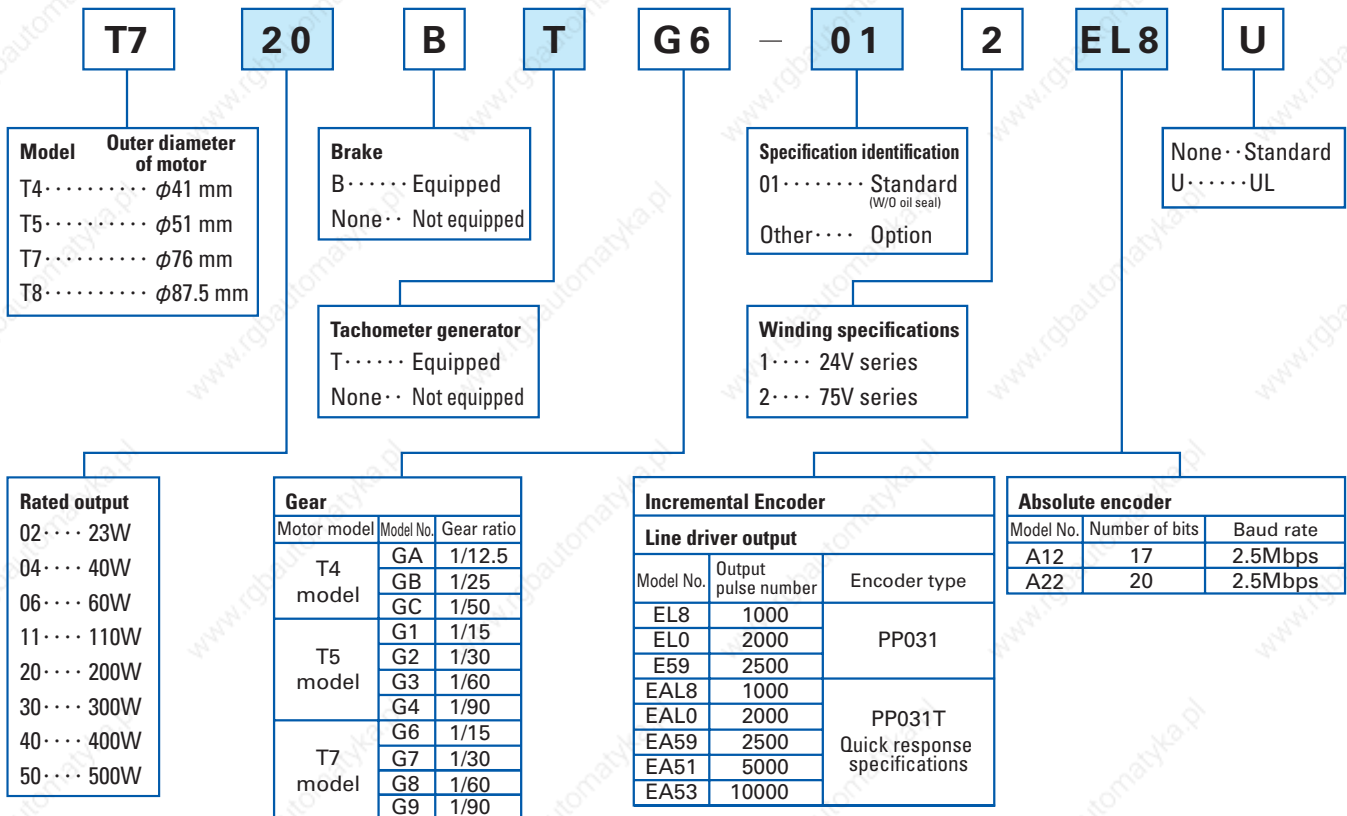 T7 20 B T G6 — 01 2 EL8 U
Model Outer diameter of motor
T4·········· φ41 mm
T5·········· φ51 mm
T7·········· φ76 mm
T8·········· φ87.5 mm
Brake
B······ Equipped
None·· Not equipped
Specification identification
01········ Standard
(W/O oil seal)
Other···· Option
None··Standard
U······UL
Tachometer generator
T······ Equipped
None·· Not equipped
Winding specifications
1···· 24V series
2···· 75V series
Rated output
02···· 23W
04···· 40W
06···· 60W
11···· 110W
20···· 200W
30···· 300W
40···· 400W
50···· 500W
Gear
Motor model Model No. Gear ratio
T4 model
GA 1/12.5
GB 1/25
GC 1/50
T5 model
G1 1/15
G2 1/30
G3 1/60
G4 1/90
T7 model
G6 1/15
G7 1/30
G8 1/60
G9 1/90
Incremental Encoder
Line driver output
Model No. Output pulse number Encoder type
EL8 1000
EL0 2000
E59 2500
PP031
EAL8 1000
EAL0 2000
EA59 2500
EA51 5000
EA53 10000
PP031T
Quick response
specifications
Absolute encoder
Model No. Number of bits Baud rate
A12 17 2.5Mbps
A22 20 2.5Mbps
www.rgbautomatyka.pl